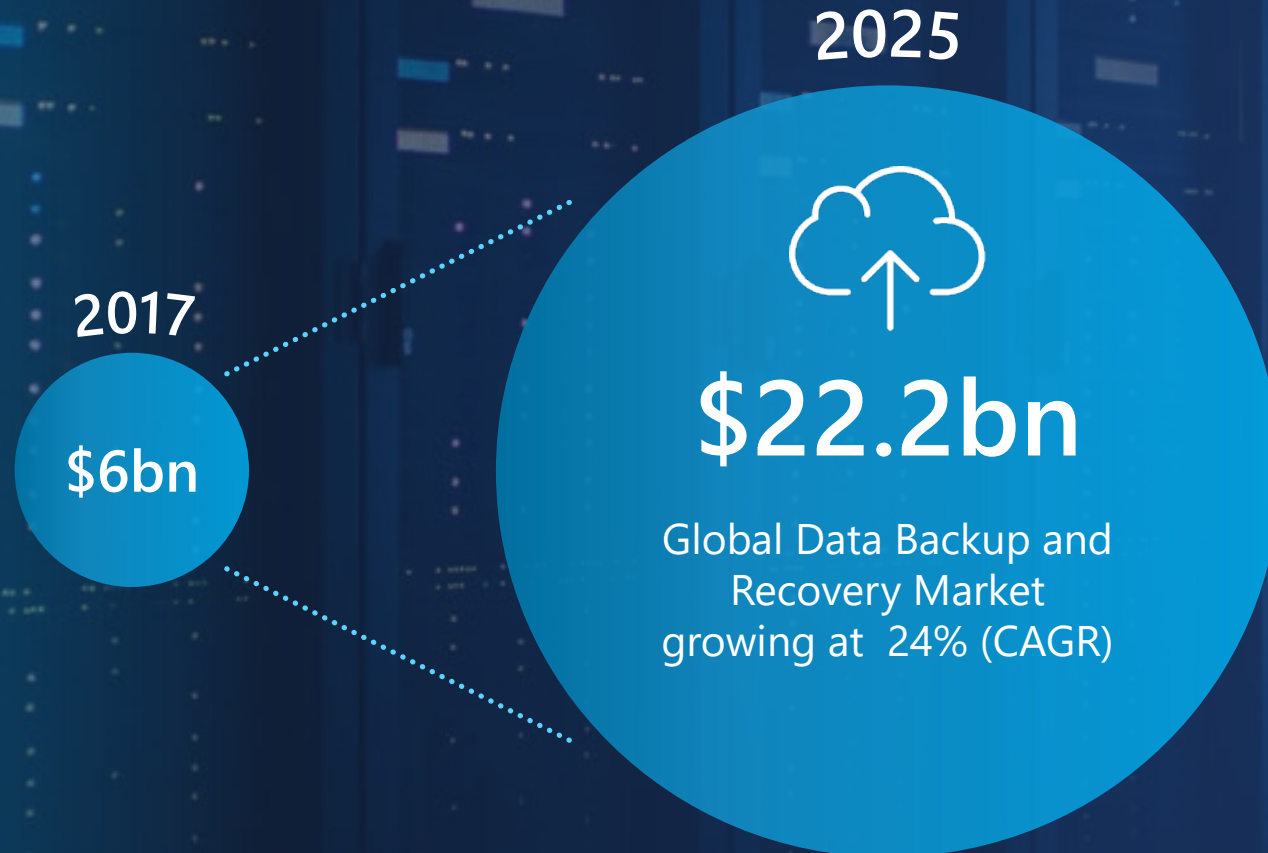 2017
$6bn
2025
$22.2bn
Global Data Backup and
Recovery Market
growing at  24% (CAGR)